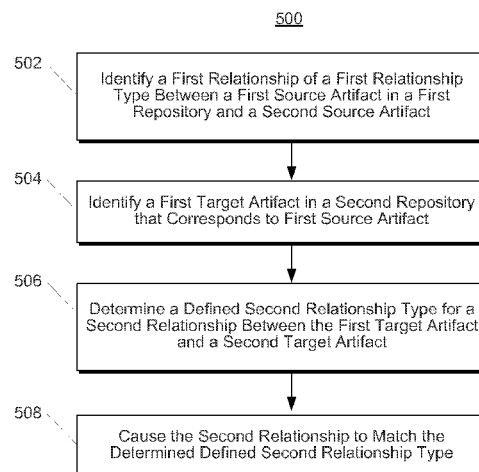 500
502
Identify a First Relationship of a First Relationship
Type Between a First Source Artifact in a First
Repository and a Second Source Artifact
504
Identify a First Target Artifact in a Second Repository
that Corresponds to First Source Artifact
506
Determine a Defined Second Relationship Type for a
Second Relationship Between the First Target Artifact
and a Second Target Artifact
508
Cause the Second Relationship to Match the
Determined Defined Second Relationship Type